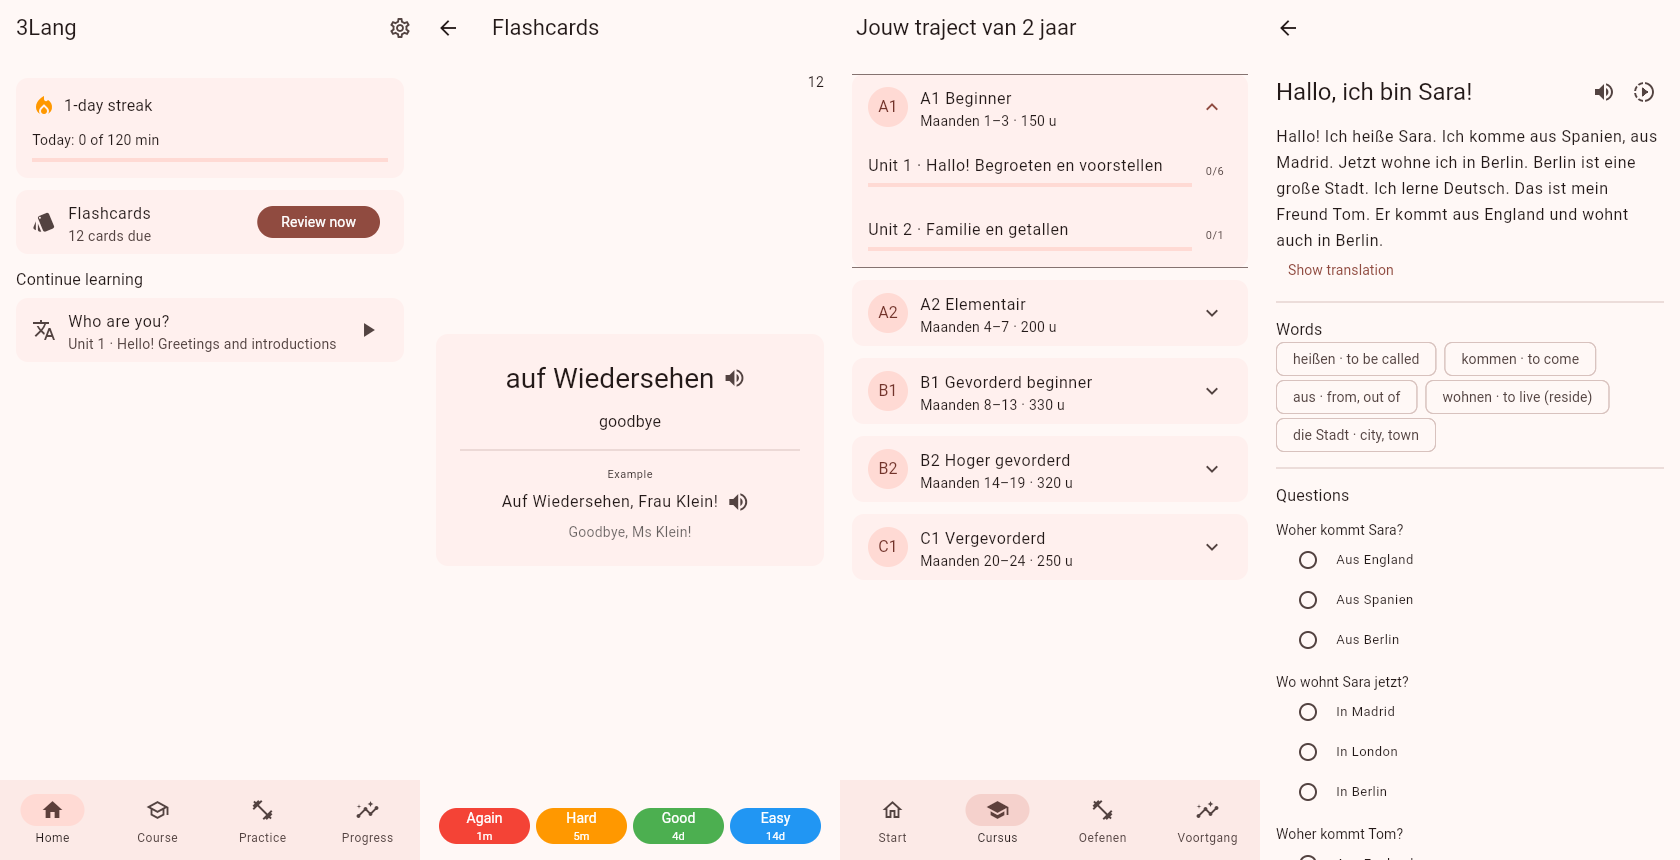 3Lang
1-day streak
Today: 0 of 120 min
Flashcards
12 cards due
Review now
Continue learning
Who are you?
Unit 1 · Hello! Greetings and introductions
Home
Course
Practice
Progress
Flashcards
12
auf Wiedersehen
goodbye
Example
Auf Wiedersehen, Frau Klein!
Goodbye, Ms Klein!
Again
1m
Hard
5m
Good
4d
Easy
14d
Jouw traject van 2 jaar
A1
A1 Beginner
Maanden 1–3 · 150 u
Unit 1 · Hallo! Begroeten en voorstellen
0/6
Unit 2 · Familie en getallen
0/1
A2
A2 Elementair
Maanden 4–7 · 200 u
B1
B1 Gevorderd beginner
Maanden 8–13 · 330 u
B2
B2 Hoger gevorderd
Maanden 14–19 · 320 u
C1
C1 Vergevorderd
Maanden 20–24 · 250 u
Start
Cursus
Oefenen
Voortgang
Hallo, ich bin Sara!
Hallo! Ich heiße Sara. Ich komme aus Spanien, aus
Madrid. Jetzt wohne ich in Berlin. Berlin ist eine
große Stadt. Ich lerne Deutsch. Das ist mein
Freund Tom. Er kommt aus England und wohnt
auch in Berlin.
Show translation
Words
heißen · to be called
kommen · to come
aus · from, out of
wohnen · to live (reside)
die Stadt · city, town
Questions
Woher kommt Sara?
Aus England
Aus Spanien
Aus Berlin
Wo wohnt Sara jetzt?
In Madrid
In London
In Berlin
Woher kommt Tom?